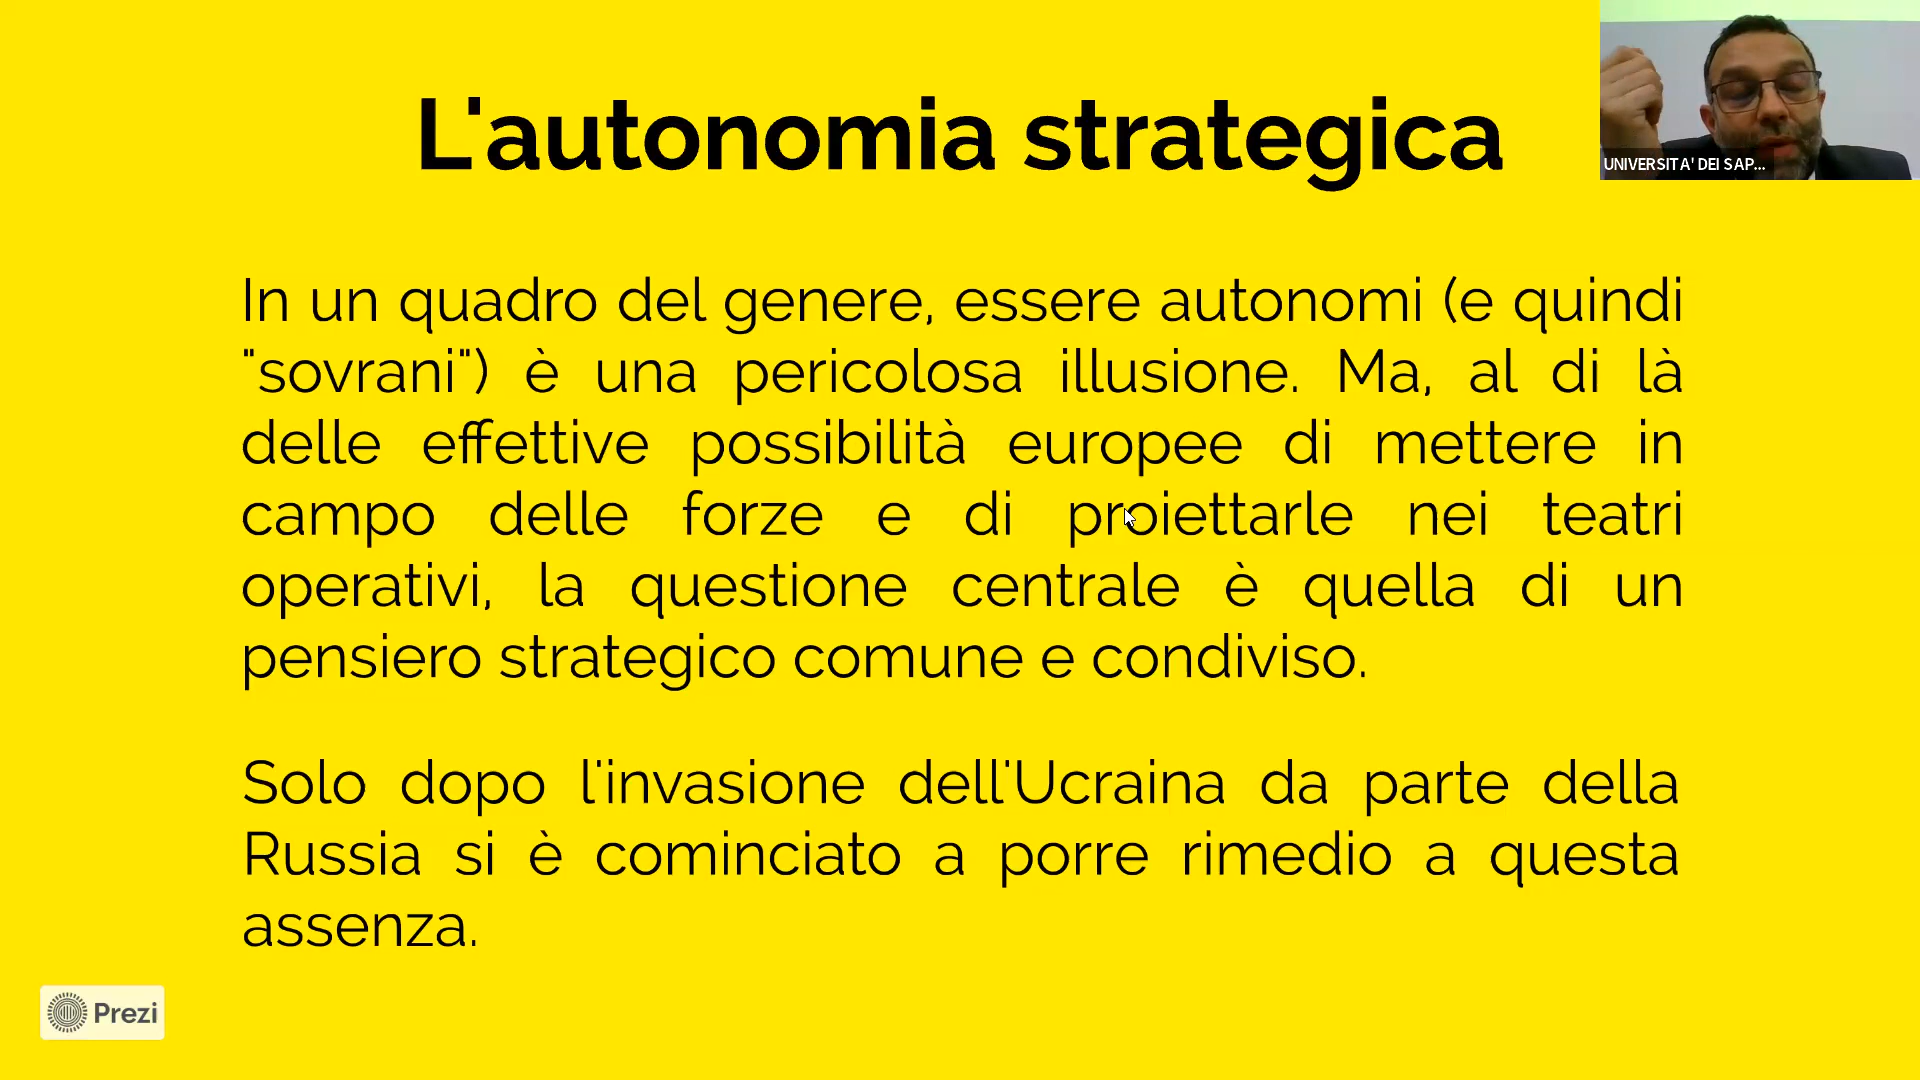 L'autonomia strategica
UNIVERSITA' DEI SAP...
In un quadro del genere, essere autonomi (e quindi
"sovrani") è una pericolosa illusione. Ma, al di là
delle effettive possibilità europee di mettere in
campo delle forze e di proiettarle nei teatri
operativi, la questione centrale è quella di un
pensiero strategico comune e condiviso.
Solo dopo l'invasione dell'Ucraina da parte della
Russia si è cominciato a porre rimedio a questa
assenza.
Prezi